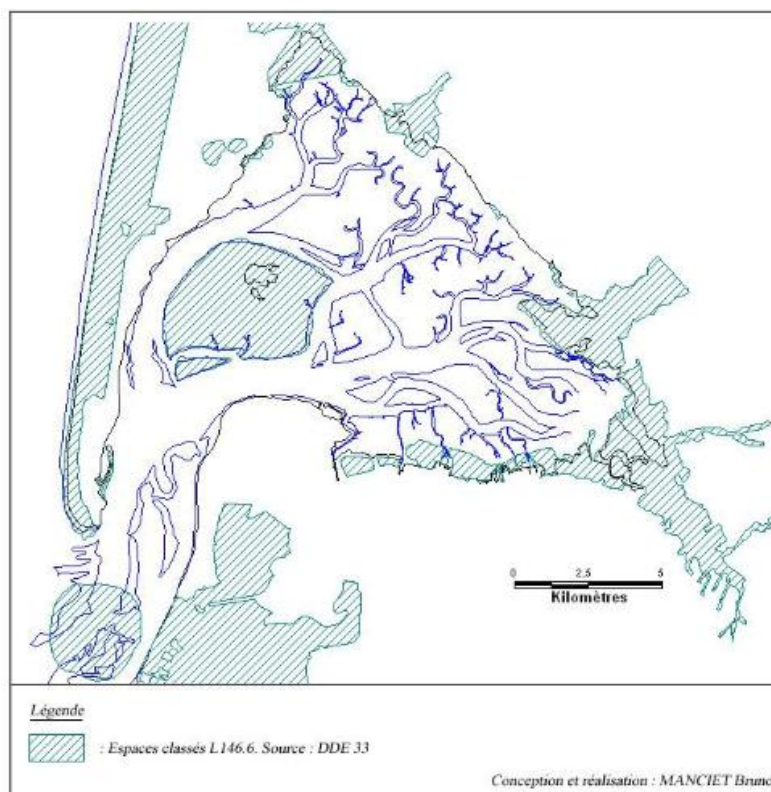 0 2.5 5
Kilomètres
Légende
: Espaces classés L146.6. Source : DDE 33
Conception et réalisation : MANCIET Bruno